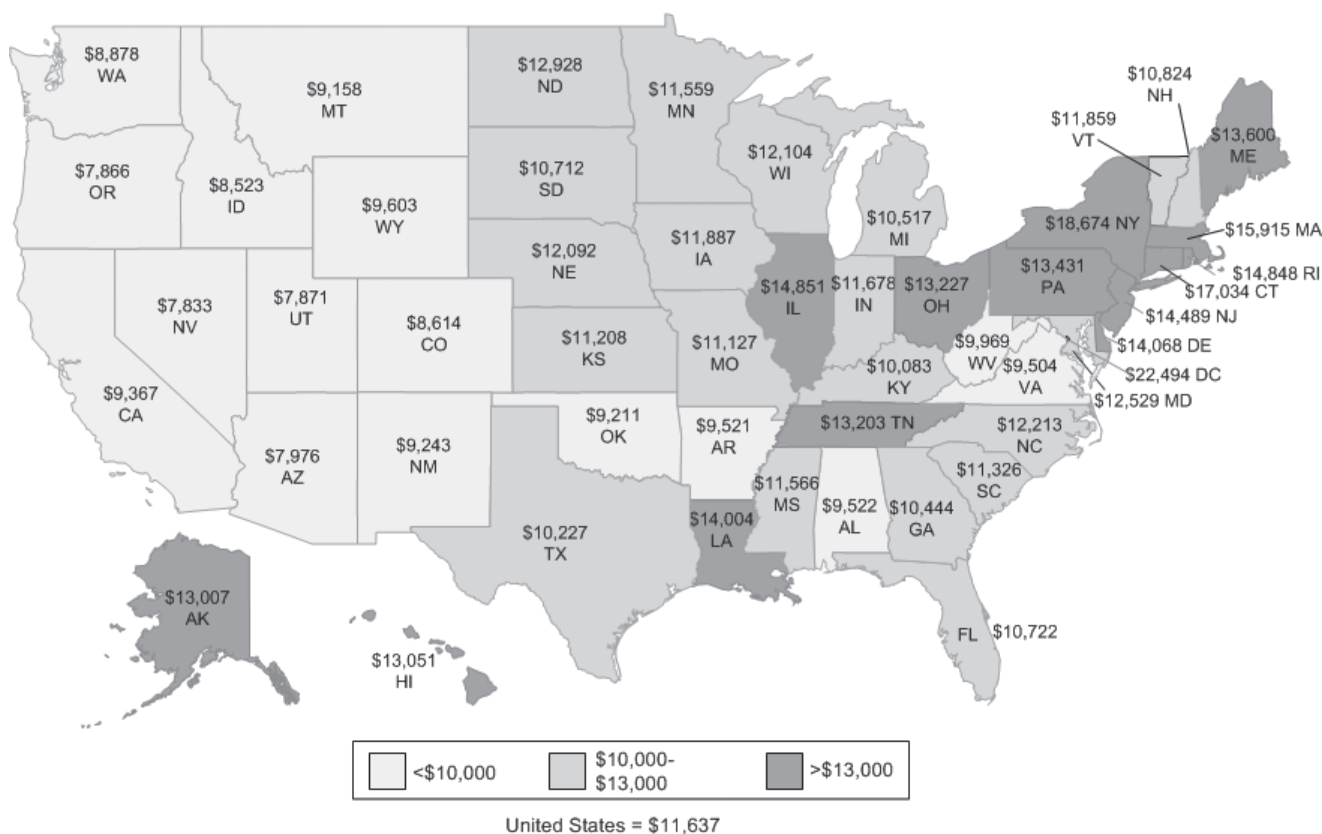 $8,878
WA
$9,158
MT
$12,928
ND
$11,559
MN
$10,824
NH
$11,859
VT
$13,600
ME
$7,866
OR
$8,523
ID
$9,603
WY
$10,712
SD
$12,104
WI
$10,517
MI
$18,674 NY
$15,915 MA
$14,848 RI
$17,034 CT
$14,489 NJ
$14,068 DE
$22,494 DC
$12,529 MD
$7,833
NV
$7,871
UT
$8,614
CO
$12,092
NE
$11,887
IA
$14,851
IL
$11,678
IN
$13,227
OH
$13,431
PA
$9,367
CA
$11,208
KS
$11,127
MO
$10,083
KY
$9,969
WV
$9,504
VA
$7,976
AZ
$9,243
NM
$9,211
OK
$9,521
AR
$13,203 TN
$12,213
NC
$11,326
SC
$10,227
TX
$14,004
LA
$11,566
MS
$9,522
AL
$10,444
GA
FL $10,722
$13,007
AK
$13,051
HI
<$10,000
$10,000-
$13,000
>$13,000
United States = $11,637